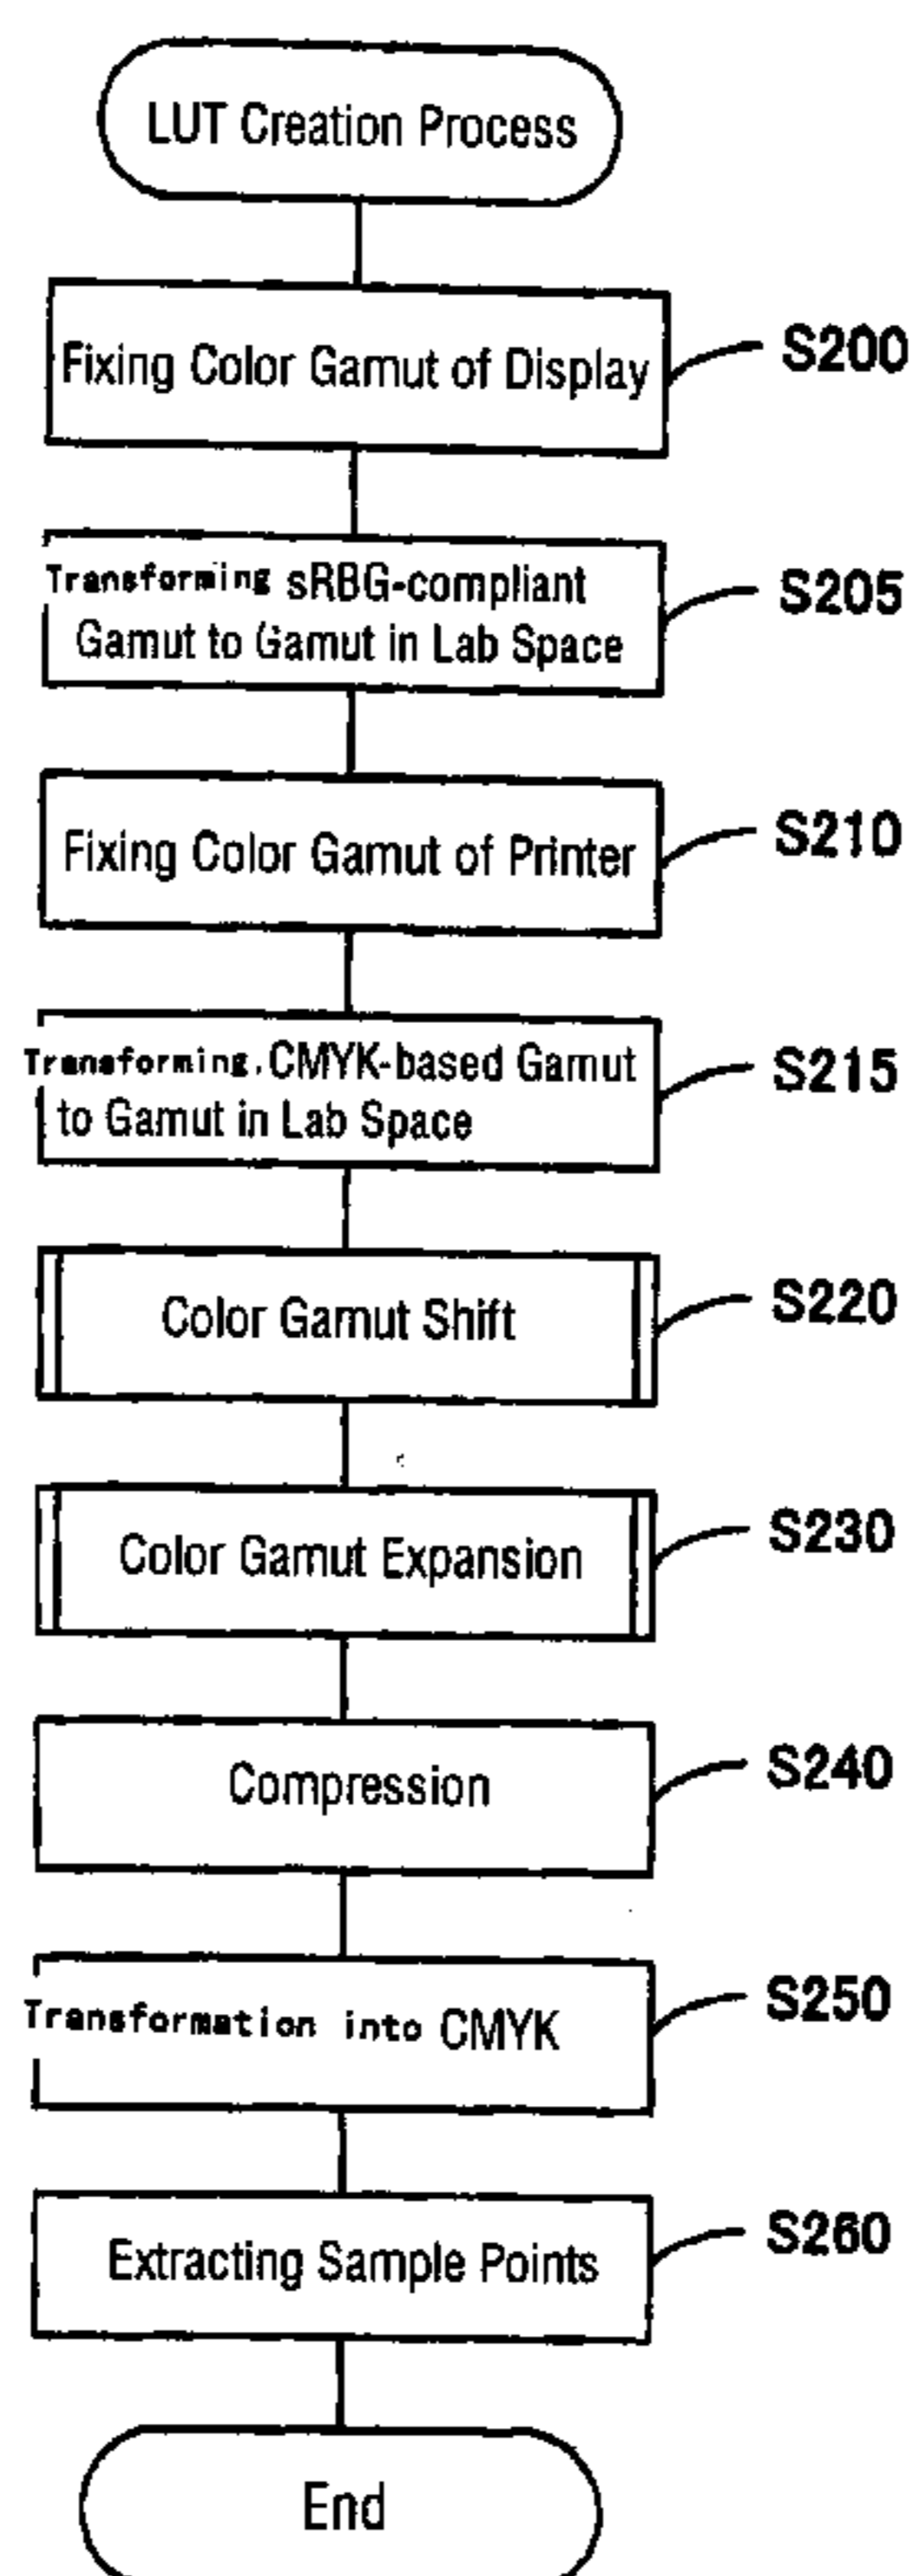 LUT Creation Process
Fixing Color Gamut of Display
S200
Transforming sRBG-compliant
Gamut to Gamut in Lab Space
S205
Fixing Color Gamut of Printer
S210
Transforming. CMYK-based Gamut
to Gamut in Lab Space
S215
Color Gamut Shift
S220
Color Gamut Expansion
S230
Compression
S240
Transformation into CMYK
S250
Extracting Sample Points
S260
End